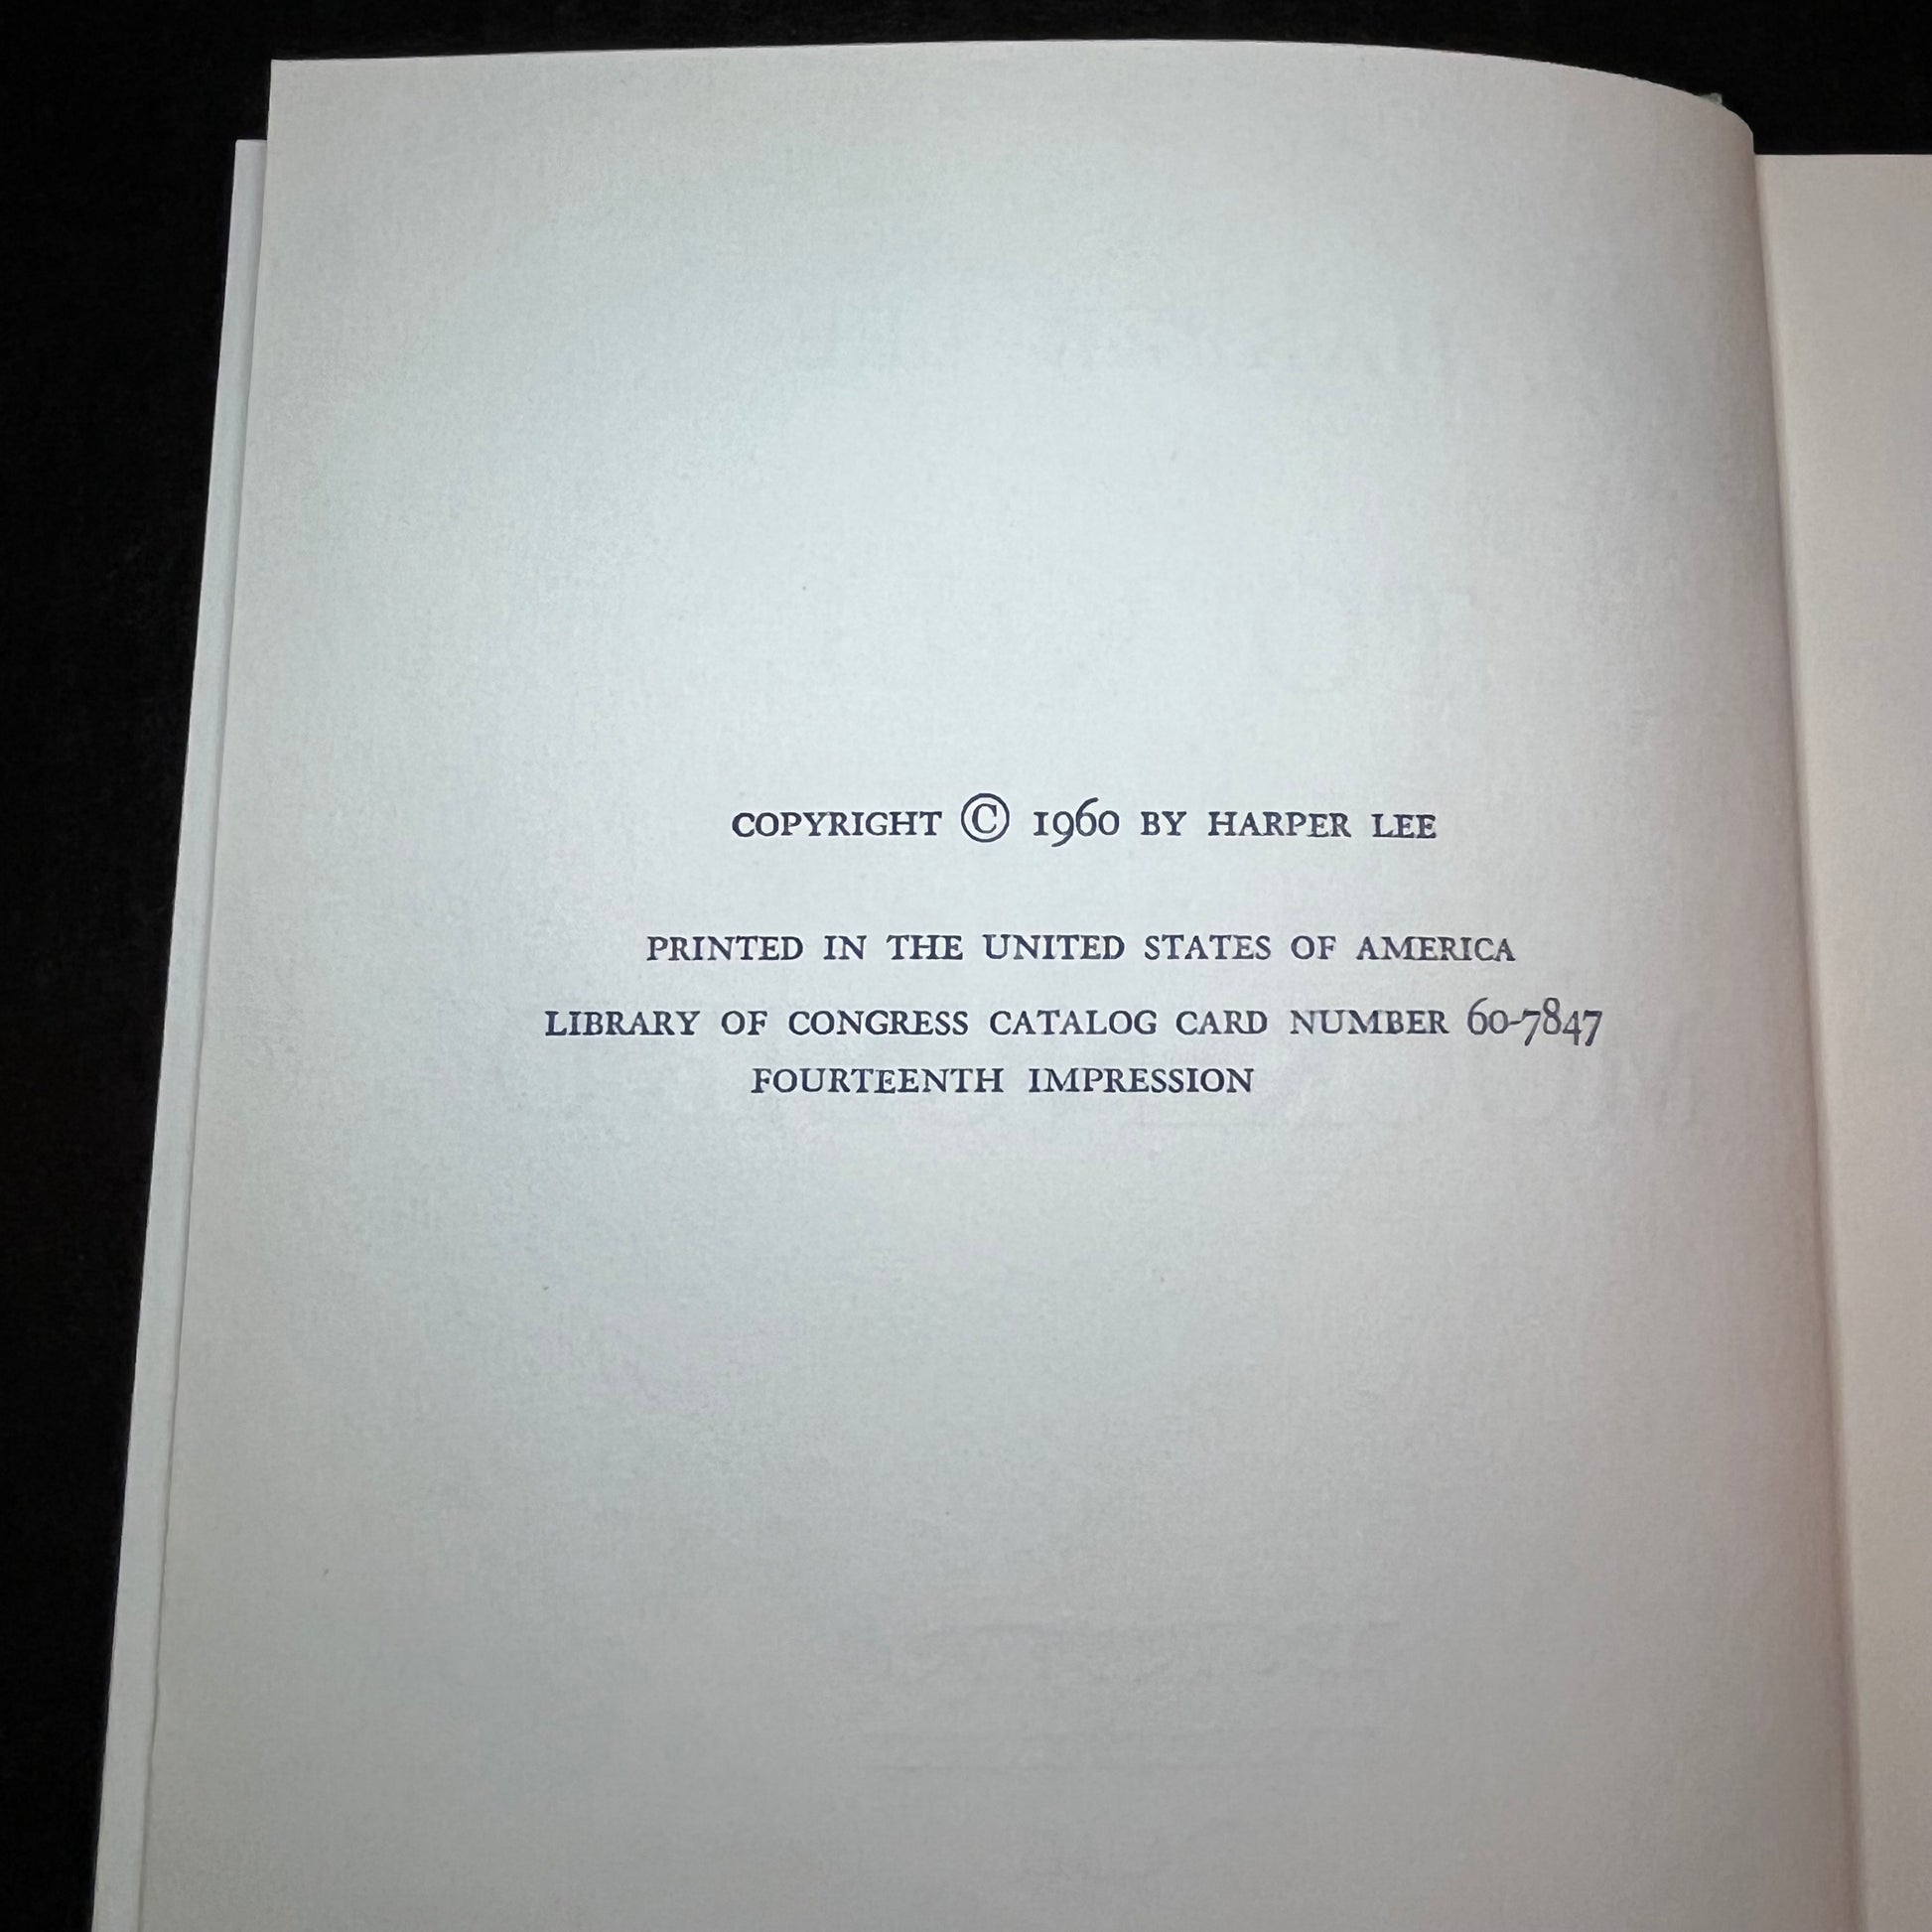 COPYRIGHT © 1960 BY HARPER LEE
PRINTED IN THE UNITED STATES OF AMERICA
LIBRARY OF CONGRESS CATALOG CARD NUMBER 60-7847
FOURTEENTH IMPRESSION